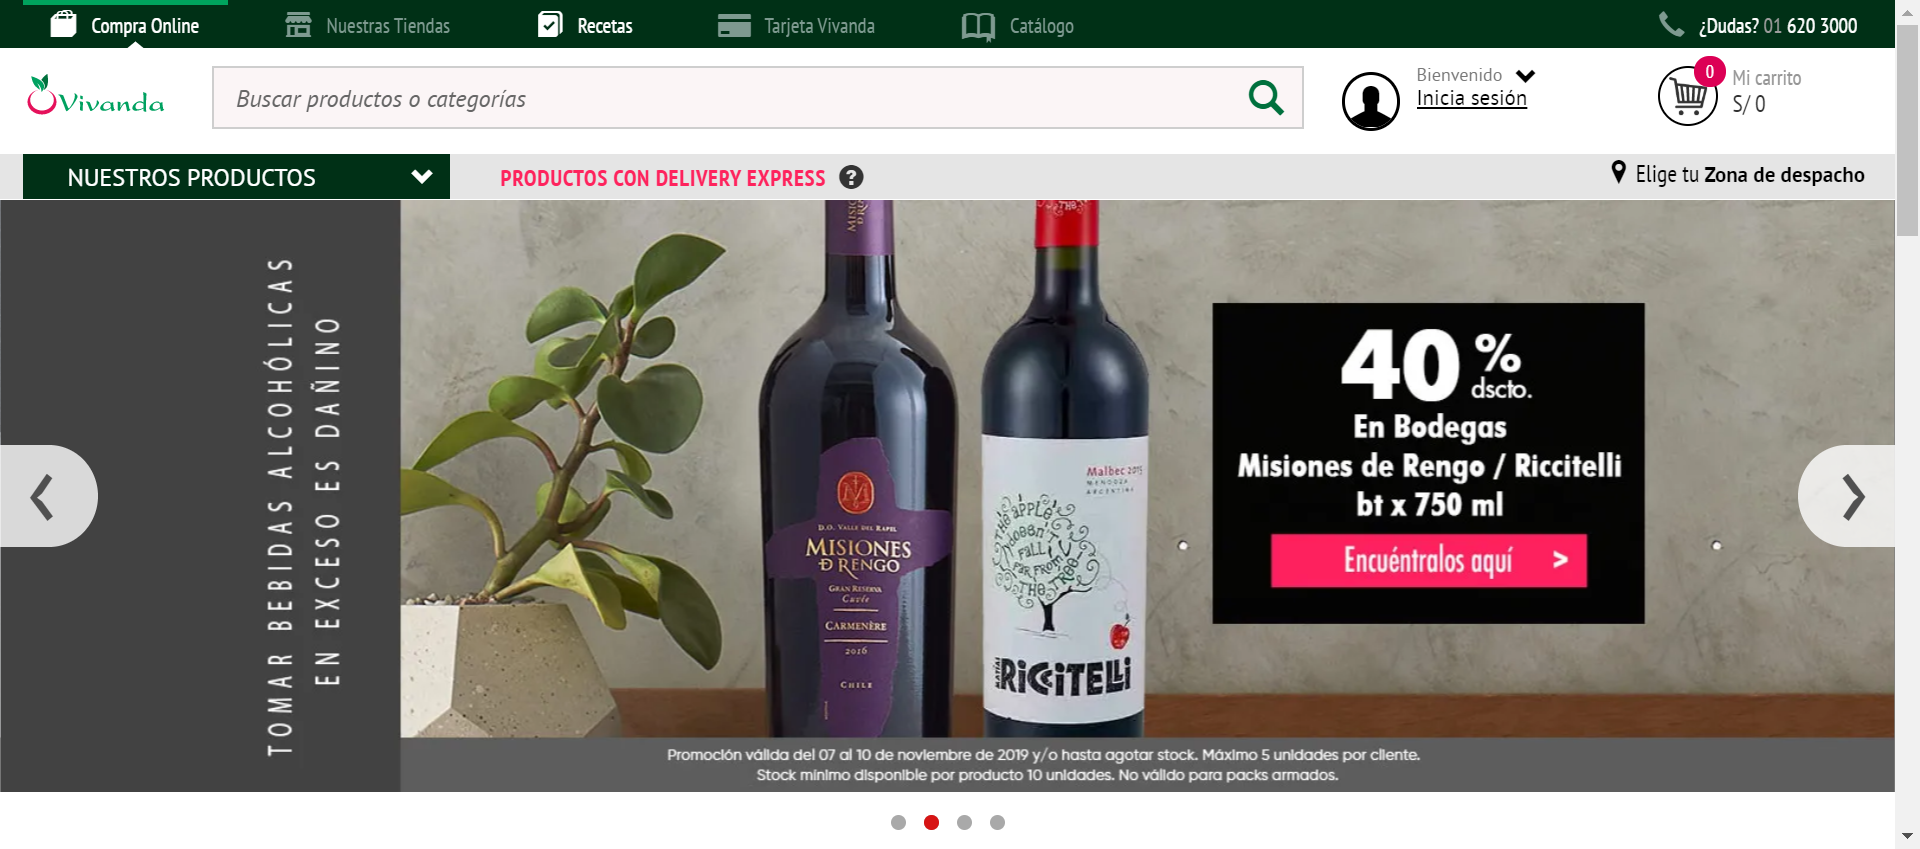 Compra Online
Nuestras Tiendas
Recetas
Tarjeta Vivanda
Catálogo
¿Dudas? 01 620 3000
Vivanda
Buscar productos o categorías
Bienvenido
Inicia sesión
0
Mi carrito
S/ 0
NUESTROS PRODUCTOS
PRODUCTOS CON DELIVERY EXPRESS ?
Elige tu Zona de despacho
TOMAR BEBIDAS ALCOHÓLICAS
EN EXCESO ES DAÑINO
D.O. VALLE DEL RAPEL
MISIONES
D RENGO
GRAN RESERVA
Cuvée
CARMENÈRE
2016
CHILE
Malbec 2015
MENDOZA
ARGENTINA
THE APPLE
doesn't
FALL
FAR FROM
THE TREE
MATÍAS
RICCITELLI
40 %
dscto.
En Bodegas
Misiones de Rengo / Riccitelli
bt x 750 ml
Encuéntralos aquí >
Promoción válida del 07 al 10 de noviembre de 2019 y/o hasta agotar stock. Máximo 5 unidades por cliente.
Stock mínimo disponible por producto 10 unidades. No válido para packs armados.